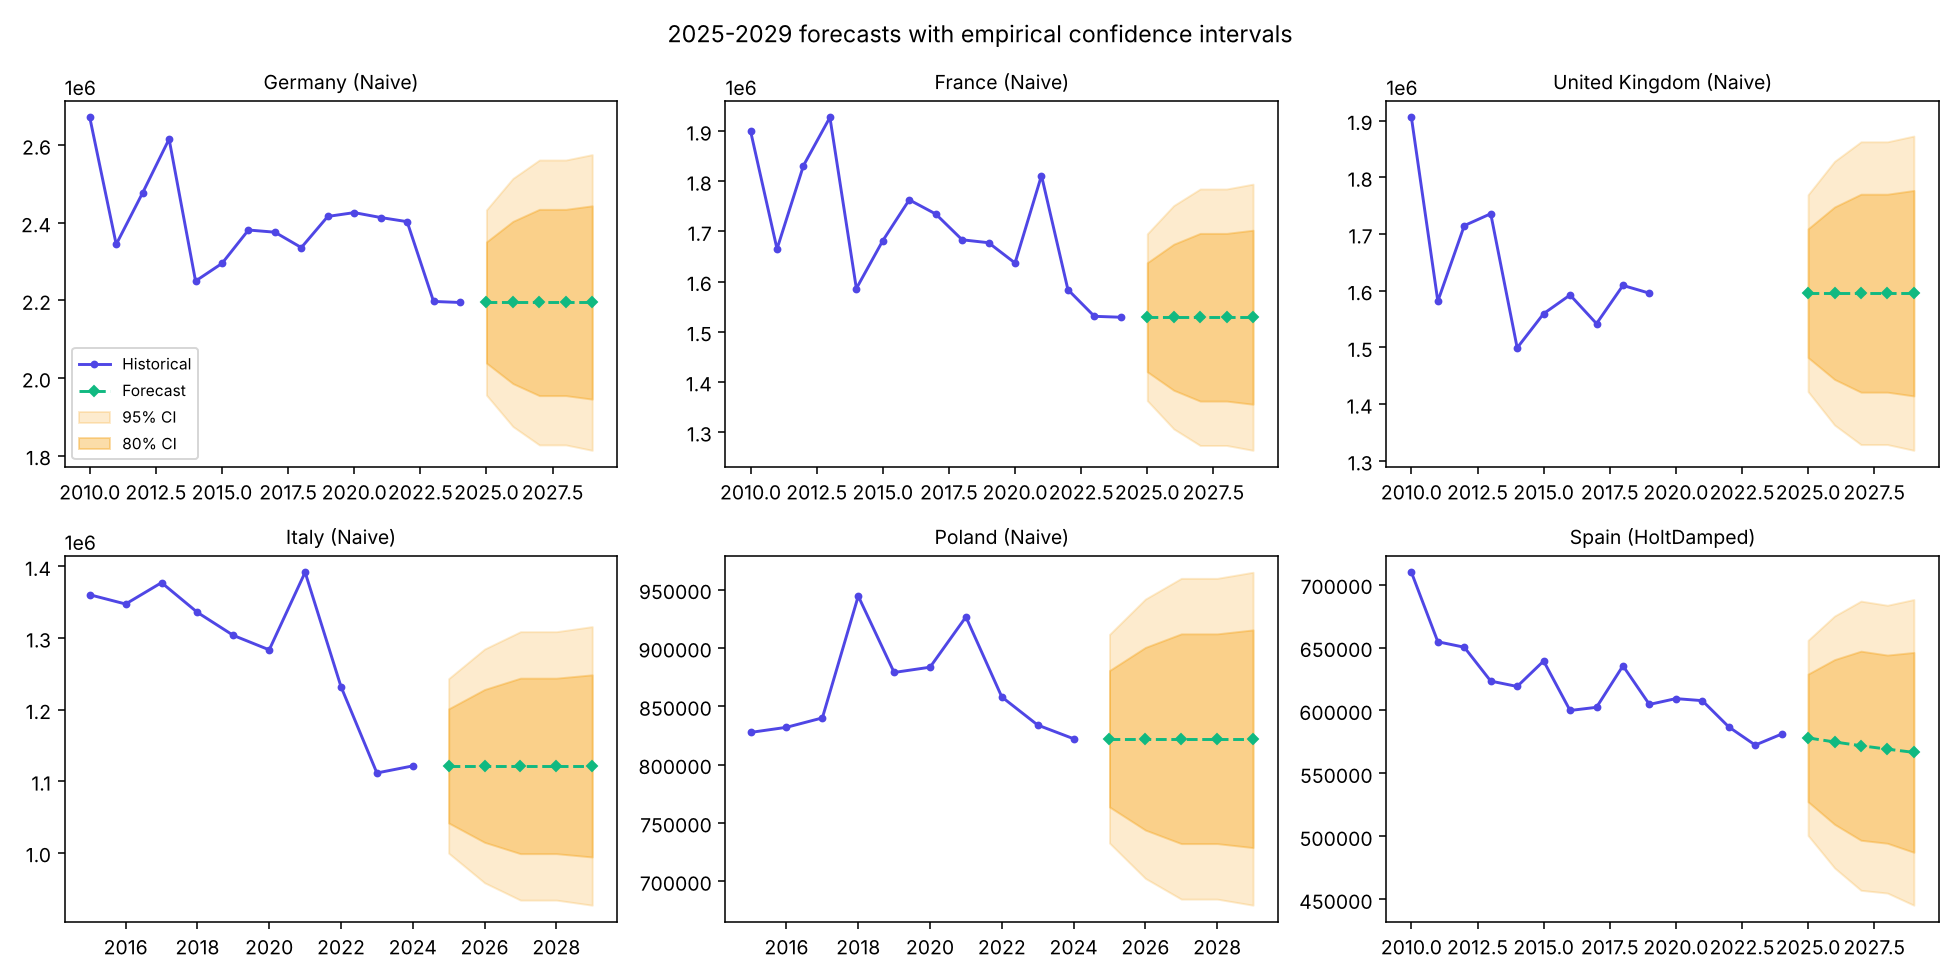 2025-2029 forecasts with empirical confidence intervals
Germany (Naive)
1e6
2.6
2.4
2.2
2.0
1.8
2010.0 2012.5 2015.0 2017.5 2020.0 2022.5 2025.0 2027.5
Historical
Forecast
95% CI
80% CI
France (Naive)
1e6
1.9
1.8
1.7
1.6
1.5
1.4
1.3
2010.0 2012.5 2015.0 2017.5 2020.0 2022.5 2025.0 2027.5
United Kingdom (Naive)
1e6
1.9
1.8
1.7
1.6
1.5
1.4
1.3
2010.0 2012.5 2015.0 2017.5 2020.0 2022.5 2025.0 2027.5
Italy (Naive)
1e6
1.4
1.3
1.2
1.1
1.0
2016 2018 2020 2022 2024 2026 2028
Poland (Naive)
950000
900000
850000
800000
750000
700000
2016 2018 2020 2022 2024 2026 2028
Spain (HoltDamped)
700000
650000
600000
550000
500000
450000
2010.0 2012.5 2015.0 2017.5 2020.0 2022.5 2025.0 2027.5